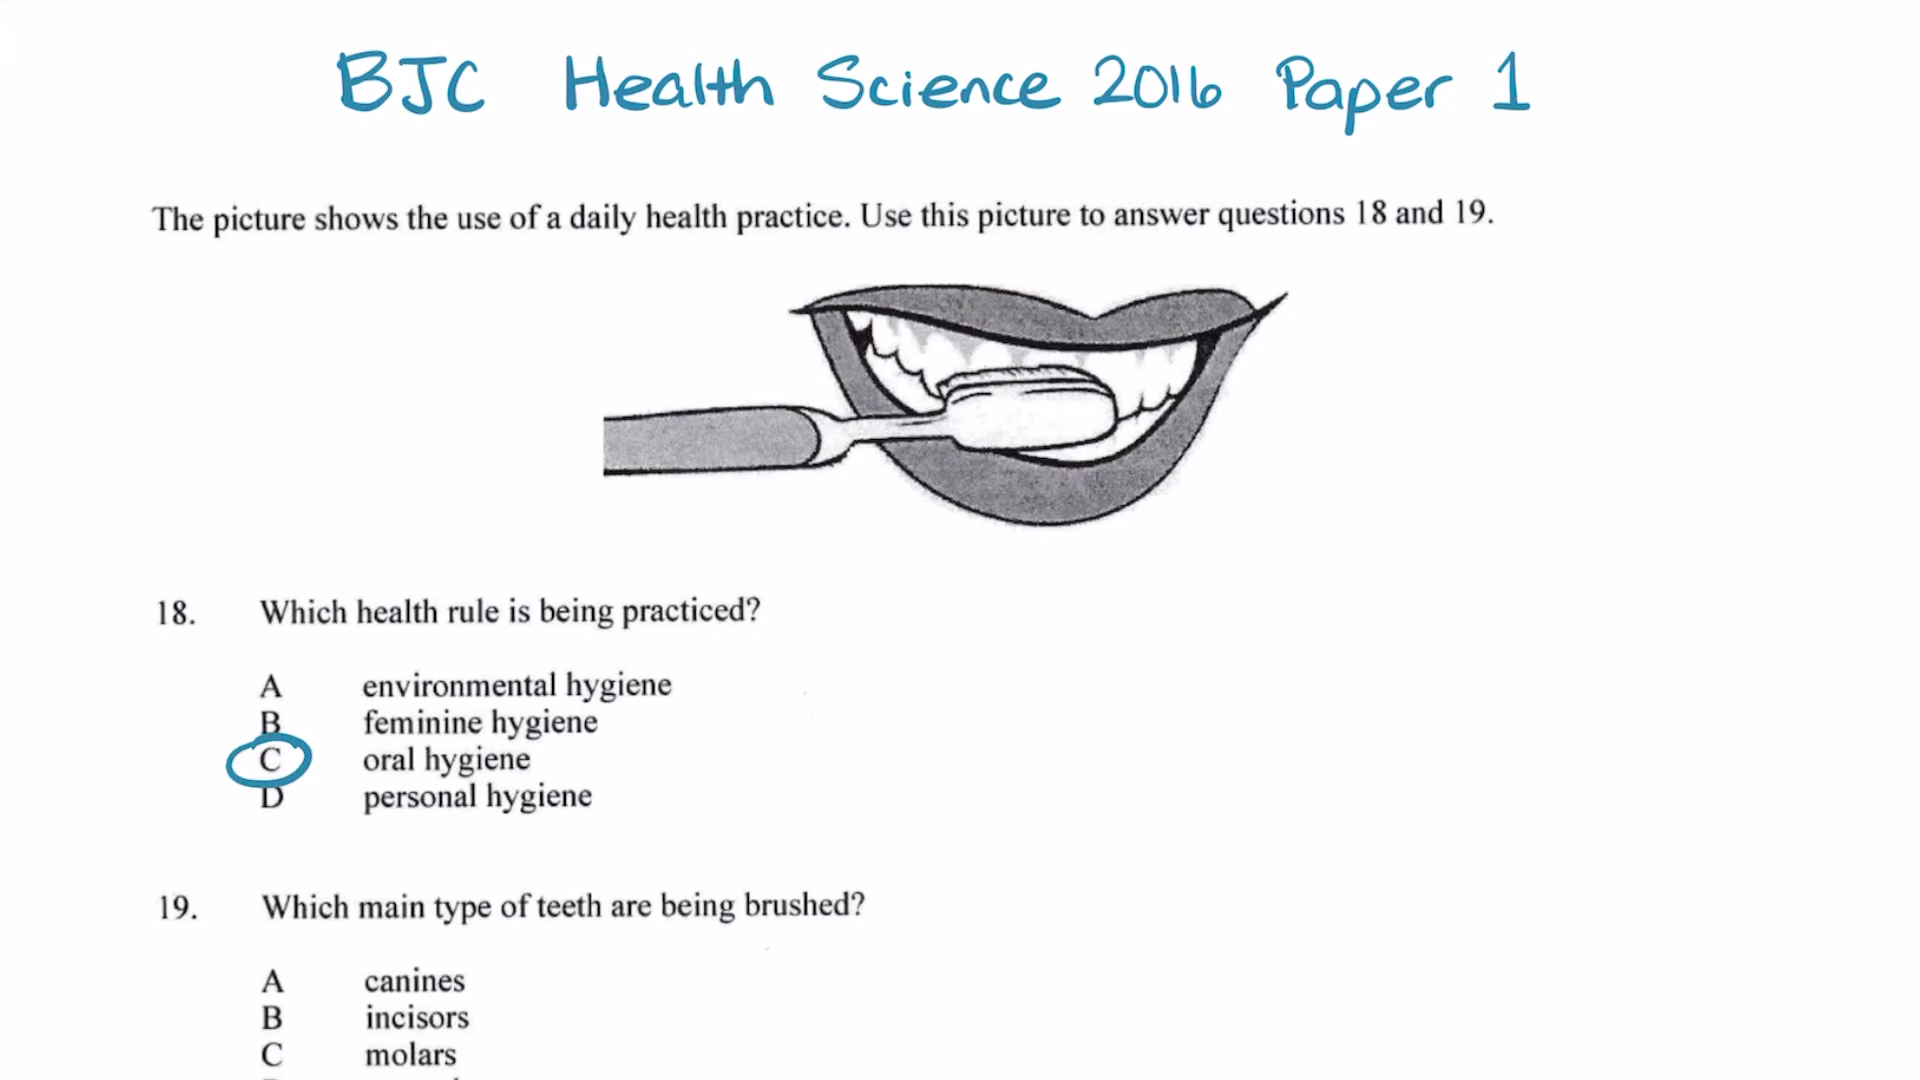 BJC Health Science 2016 Paper 1
The picture shows the use of a daily health practice. Use this picture to answer questions 18 and 19.
18. Which health rule is being practiced?
A environmental hygiene
B feminine hygiene
C oral hygiene
D personal hygiene
19. Which main type of teeth are being brushed?
A canines
B incisors
C molars